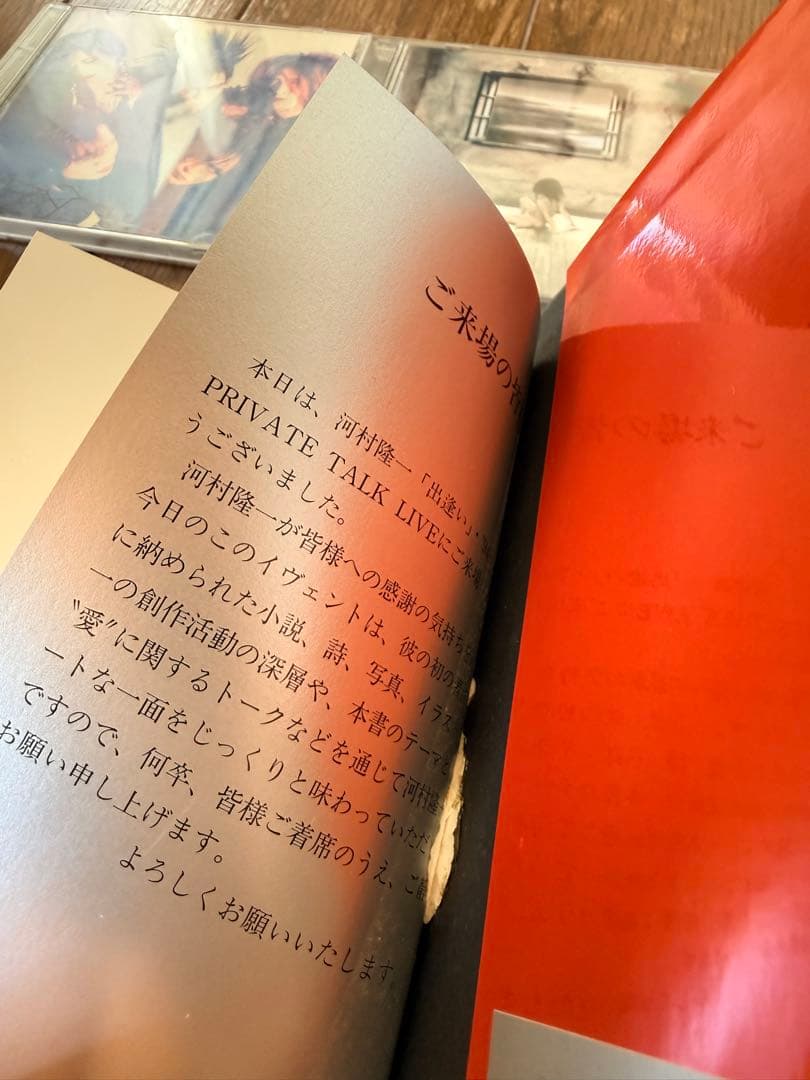 ご来場の皆
本日は、河村隆一「出逢い」・
PRIVATE TALK LIVEにご来場
うございました。
河村隆一が皆様への感謝の気持ち
今日のこのイヴェントは、彼の初の
に納められた小説、詩、写真、イラス
一の創作活動の深層や、本書のテーマ
〝愛〟に関するトークなどを通じて河村隆
ートな一面をじっくりと味わっていただ
ですので、何卒、皆様ご着席のうえ、ご静
お願い申し上げます。
よろしくお願いいたします。
ご来場の